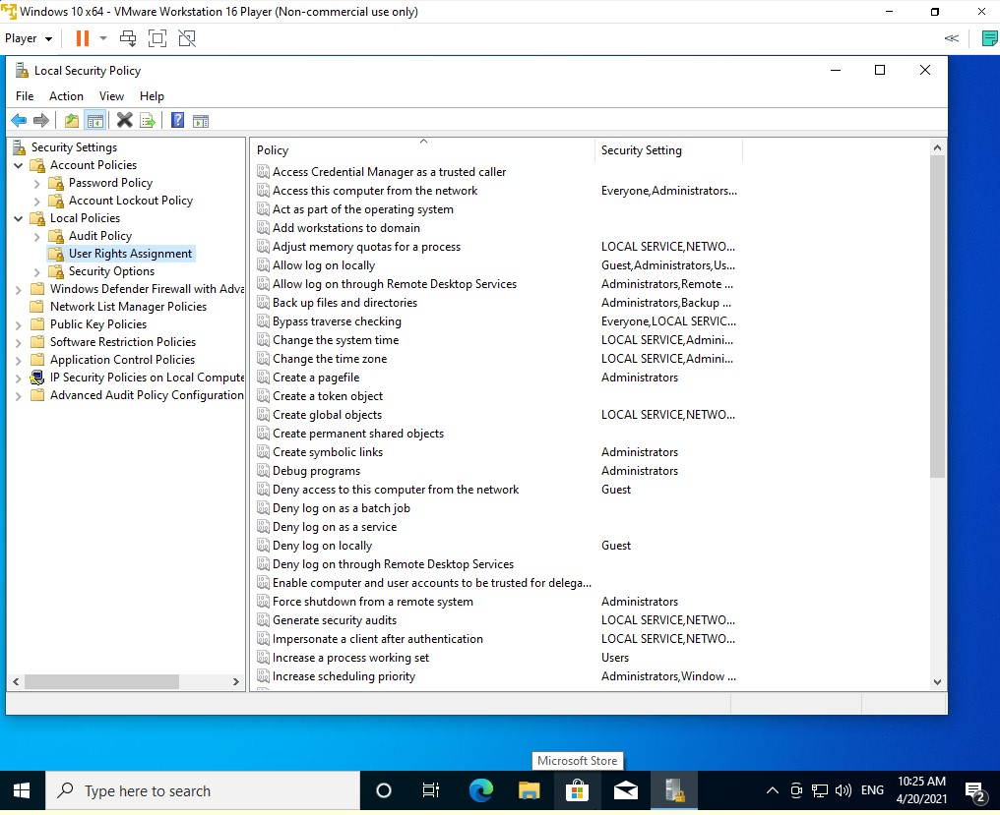 Windows 10 x64 - VMware Workstation 16 Player (Non-commercial use only)
Player
Local Security Policy
File Action View Help
Security Settings
Account Policies
Password Policy
Account Lockout Policy
Local Policies
Audit Policy
User Rights Assignment
Security Options
Windows Defender Firewall with Adva
Network List Manager Policies
Public Key Policies
Software Restriction Policies
Application Control Policies
IP Security Policies on Local Compute
Advanced Audit Policy Configuration
Policy Security Setting
Access Credential Manager as a trusted caller
Access this computer from the network Everyone,Administrators...
Act as part of the operating system
Add workstations to domain
Adjust memory quotas for a process LOCAL SERVICE,NETWO...
Allow log on locally Guest,Administrators,Us...
Allow log on through Remote Desktop Services Administrators,Remote ...
Back up files and directories Administrators,Backup ...
Bypass traverse checking Everyone,LOCAL SERVIC...
Change the system time LOCAL SERVICE,Admini...
Change the time zone LOCAL SERVICE,Admini...
Create a pagefile Administrators
Create a token object
Create global objects LOCAL SERVICE,NETWO...
Create permanent shared objects
Create symbolic links Administrators
Debug programs Administrators
Deny access to this computer from the network Guest
Deny log on as a batch job
Deny log on as a service
Deny log on locally Guest
Deny log on through Remote Desktop Services
Enable computer and user accounts to be trusted for delega...
Force shutdown from a remote system Administrators
Generate security audits LOCAL SERVICE,NETWO...
Impersonate a client after authentication LOCAL SERVICE,NETWO...
Increase a process working set Users
Increase scheduling priority Administrators,Window ...
Microsoft Store
Type here to search
ENG
10:25 AM
4/20/2021
2